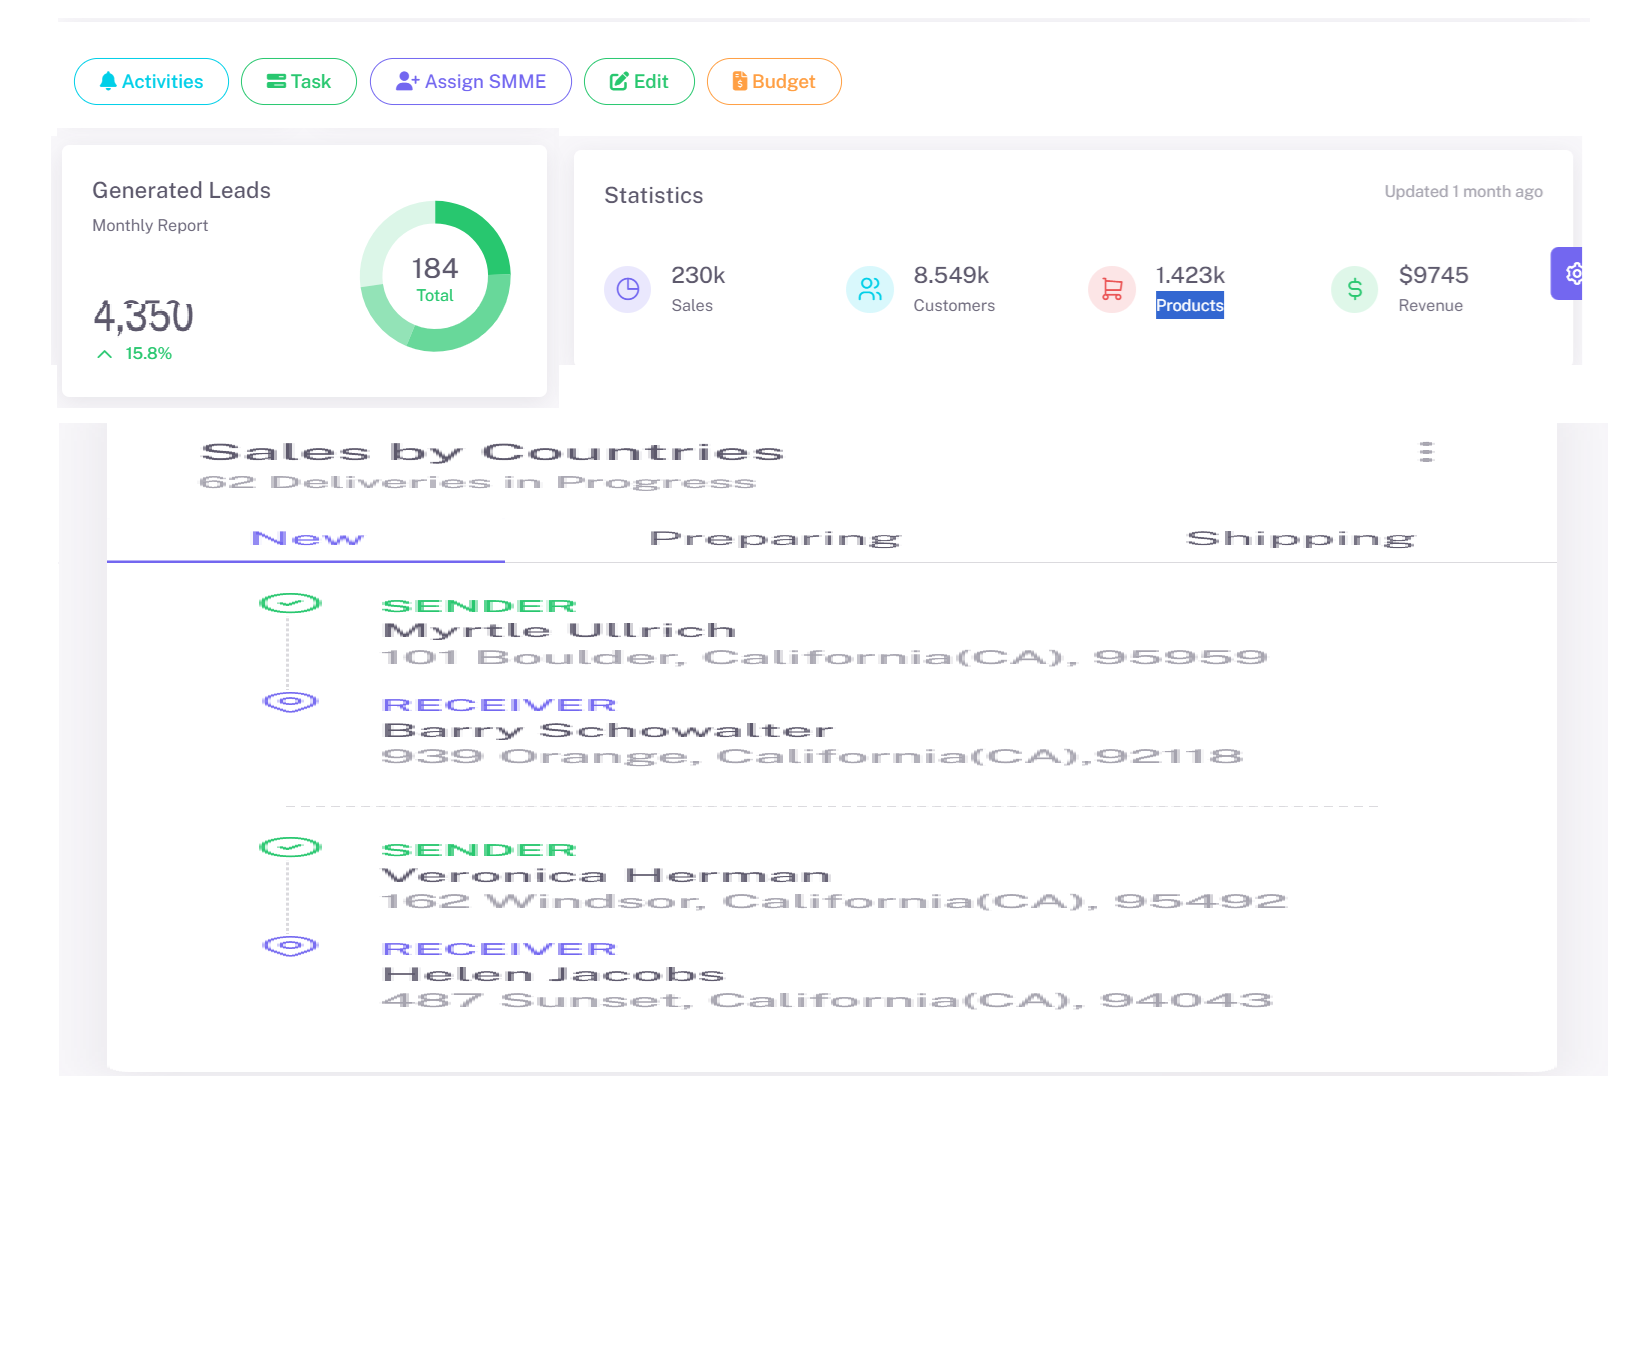 Activities
Task
Assign SMME
Edit
Budget
Generated Leads
Monthly Report
184
Total
4,350
15.8%
Statistics
Updated 1 month ago
230k
Sales
8.549k
Customers
1.423k
Products
$9745
Revenue
Sales by Countries
62 Deliveries in Progress
New
Preparing
Shipping
SENDER
Myrtle Ullrich
101 Boulder, California(CA), 95959
RECEIVER
Barry Schowalter
939 Orange, California(CA),92118
SENDER
Veronica Herman
162 Windsor, California(CA), 95492
RECEIVER
Helen Jacobs
487 Sunset, California(CA), 94043